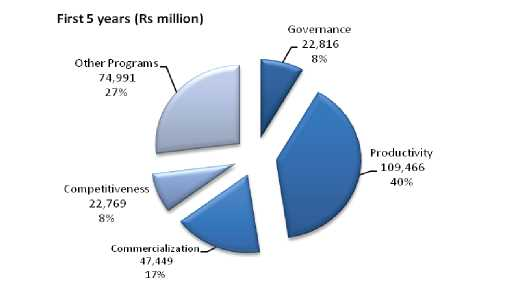 First 5 years (Rs million)
Governance
22,816
8%
Other Programs
74,991
27%
Productivity
109,466
40%
Competitiveness
22,769
8%
Commercialization
47,449
17%